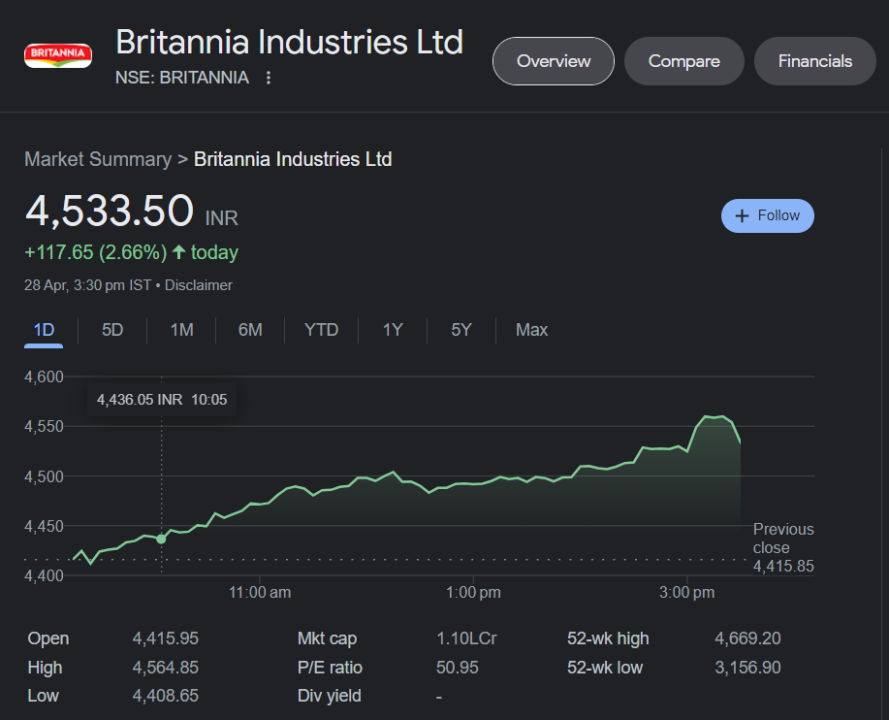 BRITANNIA
Britannia Industries Ltd
NSE: BRITANNIA
Overview
Compare
Financials
Market Summary > Britannia Industries Ltd
4,533.50 INR
+ Follow
+117.65 (2.66%) ↑ today
28 Apr, 3:30 pm IST • Disclaimer
1D 5D 1M 6M YTD 1Y 5Y Max
4,600
4,436.05 INR 10:05
4,550
4,500
4,450
4,400
Previous
close
4,415.85
11:00 am 1:00 pm 3:00 pm
Open 4,415.95 Mkt cap 1.10LCr 52-wk high 4,669.20
High 4,564.85 P/E ratio 50.95 52-wk low 3,156.90
Low 4,408.65 Div yield -